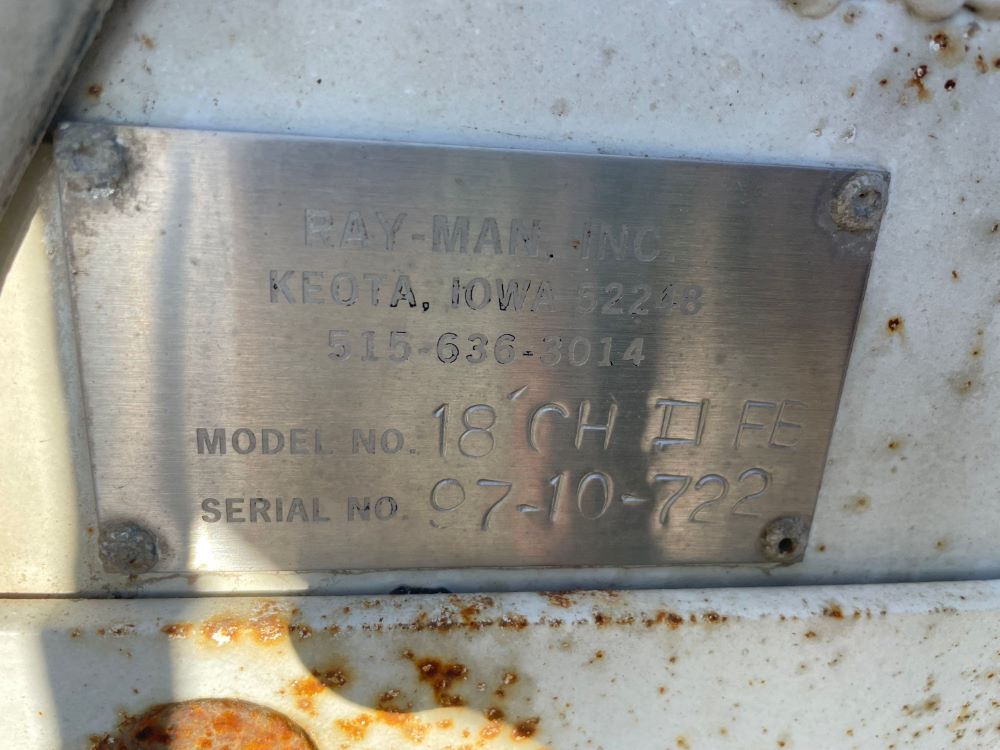 RAY-MAN, INC.
KEOTA, IOWA 52248
515-636-3014
MODEL NO. 18' CH II FE
SERIAL NO. 97-10-722